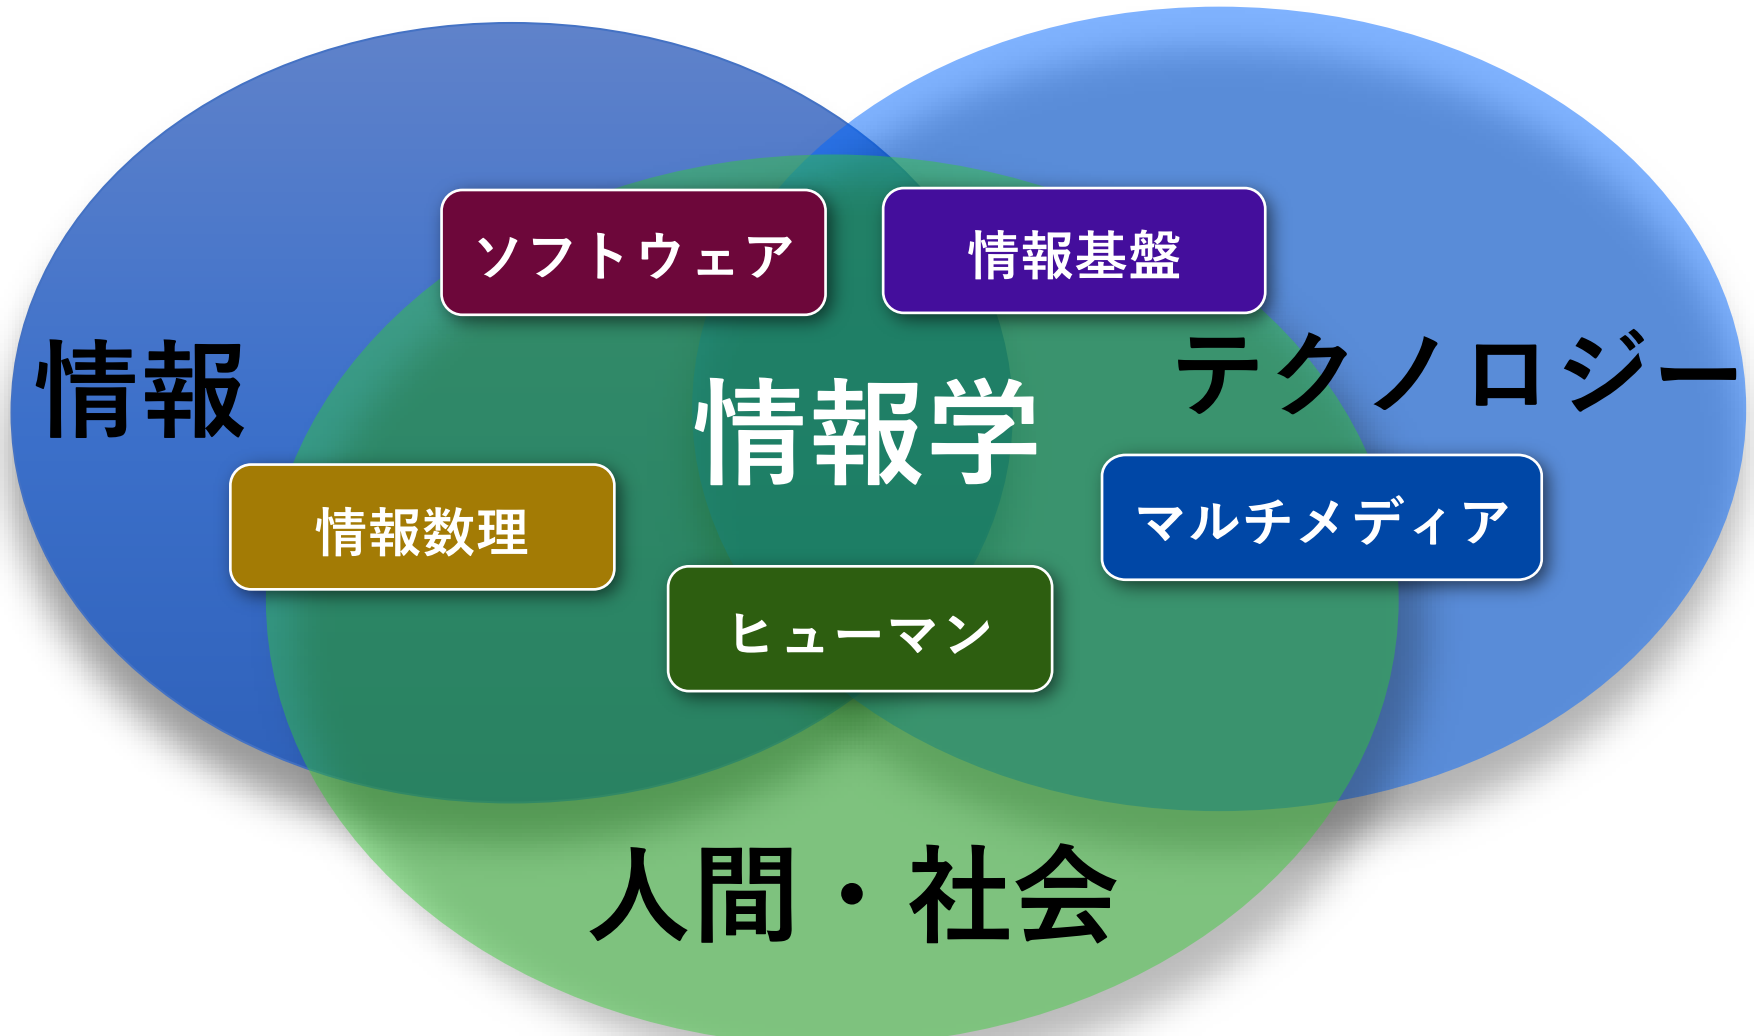 ソフトウェア
情報基盤
情報
テクノロジー
情報学
情報数理
マルチメディア
ヒューマン
人間・社会